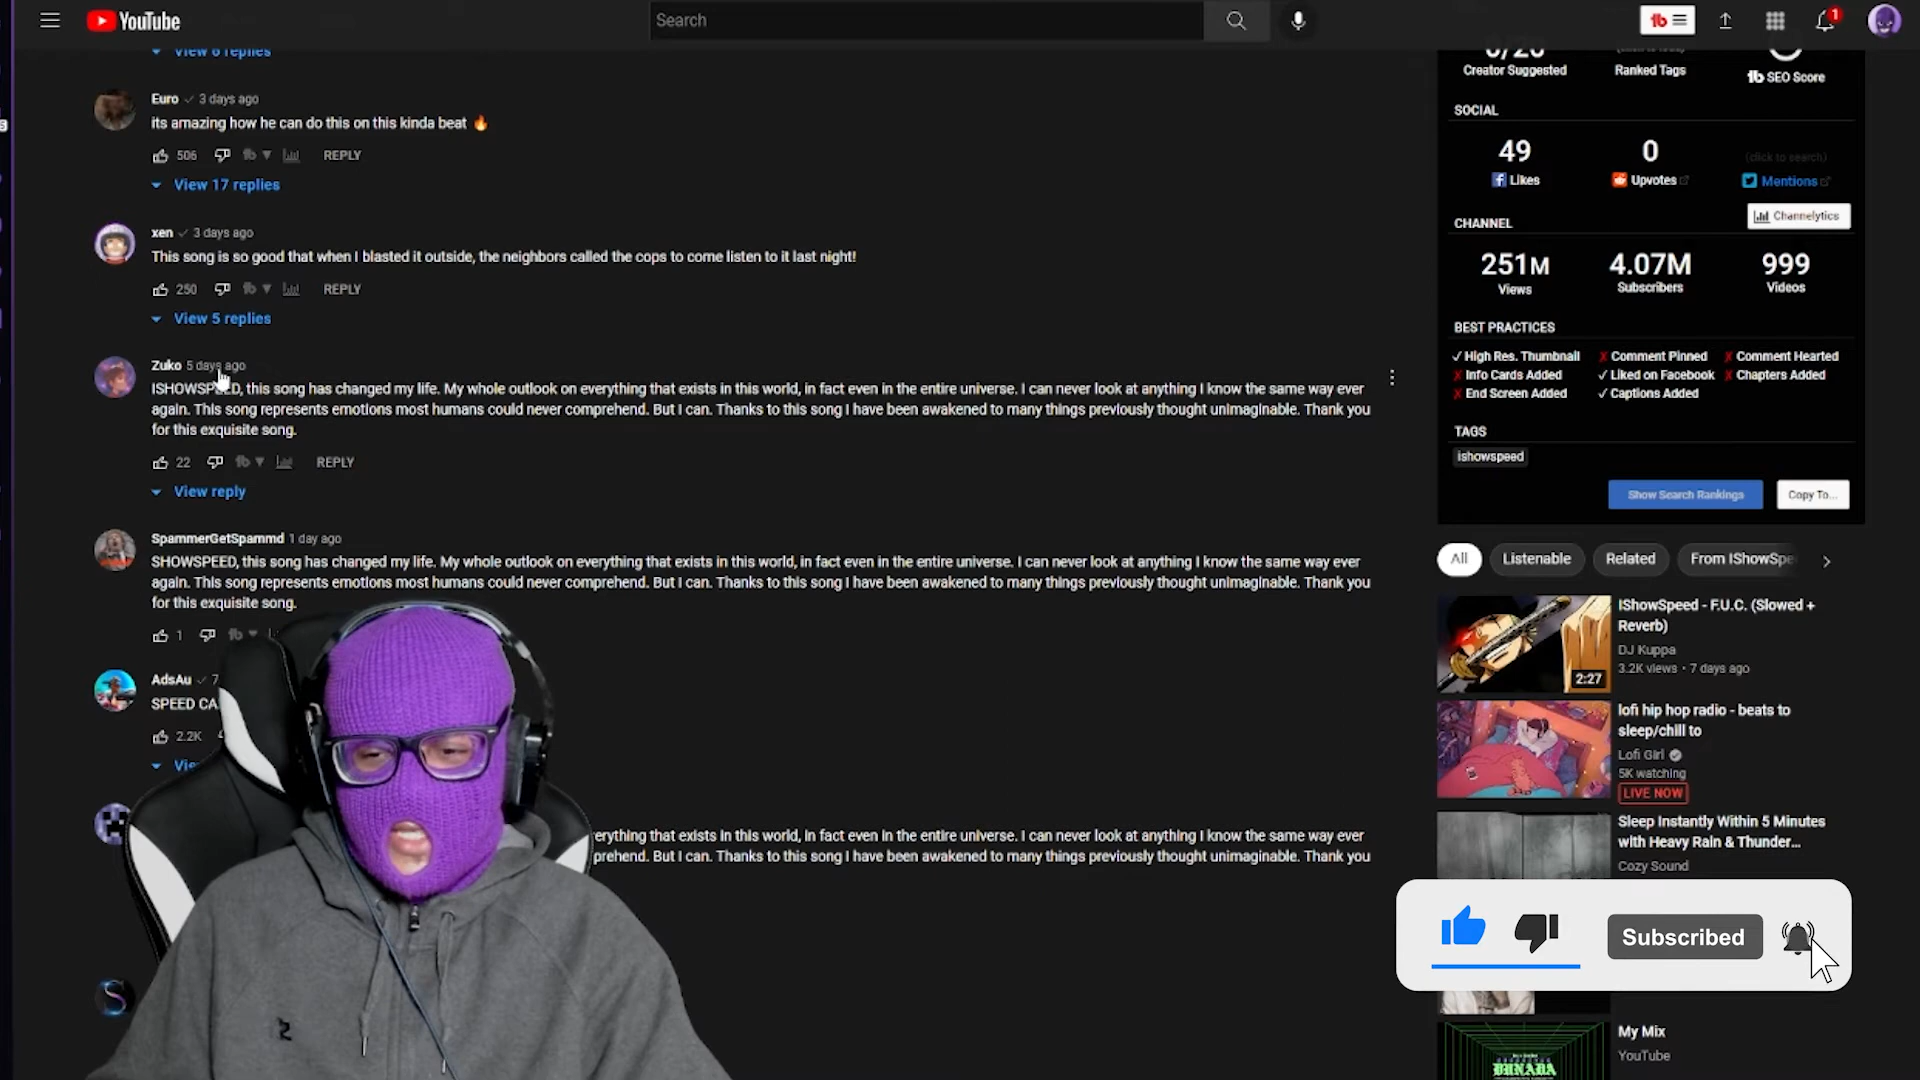 YouTube
Search
1
View 6 replies
Euro 3 days ago
its amazing how he can do this on this kinda beat 🔥
506 REPLY
View 17 replies
xen 3 days ago
This song is so good that when I blasted it outside, the neighbors called the cops to come listen to it last night!
250 REPLY
View 5 replies
Zuko 5 days ago
ISHOWSPEED, this song has changed my life. My whole outlook on everything that exists in this world, in fact even in the entire universe. I can never look at anything I know the same way ever
again. This song represents emotions most humans could never comprehend. But I can. Thanks to this song I have been awakened to many things previously thought unimaginable. Thank you
for this exquisite song.
22 REPLY
View reply
SpammerGetSpammd 1 day ago
SHOWSPEED, this song has changed my life. My whole outlook on everything that exists in this world, in fact even in the entire universe. I can never look at anything I know the same way ever
again. This song represents emotions most humans could never comprehend. But I can. Thanks to this song I have been awakened to many things previously thought unimaginable. Thank you
for this exquisite song.
1
AdsAu 7
SPEED CA
2.2K
Vie
erything that exists in this world, in fact even in the entire universe. I can never look at anything I know the same way ever
prehend. But I can. Thanks to this song I have been awakened to many things previously thought unimaginable. Thank you
Creator Suggested Ranked Tags SEO Score
SOCIAL
49 0 (click to search)
Likes Upvotes Mentions
CHANNEL Channelytics
251M 4.07M 999
Views Subscribers Videos
BEST PRACTICES
✓ High Res. Thumbnail ✗ Comment Pinned ✗ Comment Hearted
✗ Info Cards Added ✓ Liked on Facebook ✗ Chapters Added
✗ End Screen Added ✓ Captions Added
TAGS
ishowspeed
Show Search Rankings Copy To...
All Listenable Related From IShowSpe
IShowSpeed - F.U.C. (Slowed +
Reverb)
DJ Kuppa
3.2K views • 7 days ago
2:27
lofi hip hop radio - beats to
sleep/chill to
Lofi Girl
5K watching
LIVE NOW
Sleep Instantly Within 5 Minutes
with Heavy Rain & Thunder...
Cozy Sound
Subscribed
My Mix
YouTube